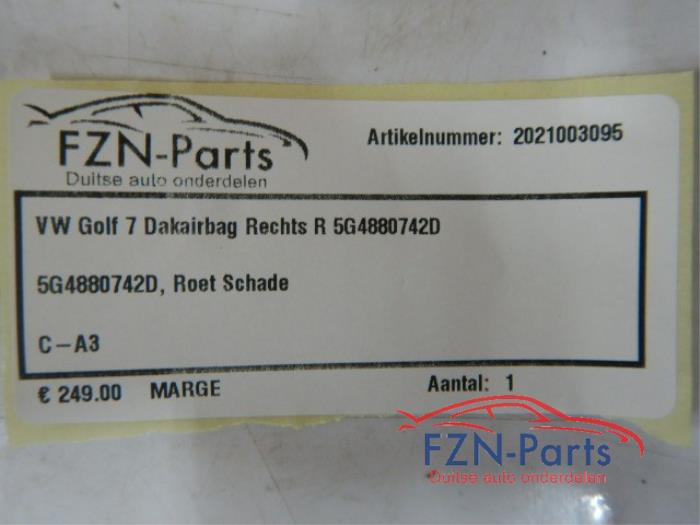 FZN-Parts
Duitse auto onderdelen
Artikelnummer: 2021003095
VW Golf 7 Dakairbag Rechts R 5G4880742D
5G4880742D, Roet Schade
C-A3
€ 249.00 MARGE Aantal: 1
FZN-Parts
Duitse auto onderdelen